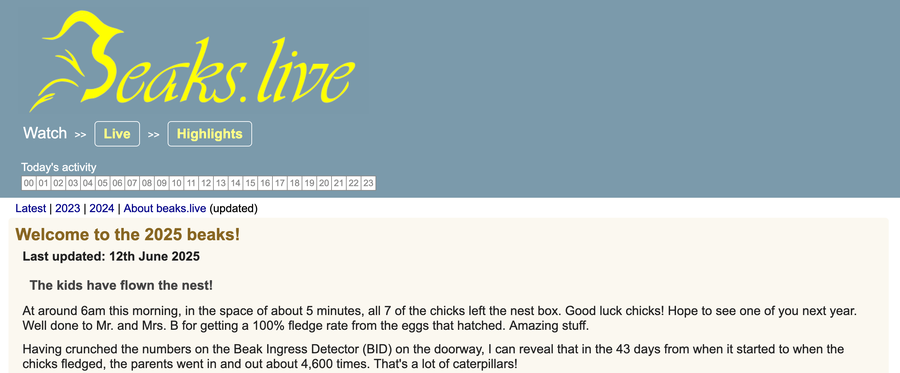 Beaks.live
Watch >> Live >> Highlights
Today's activity
00 01 02 03 04 05 06 07 08 09 10 11 12 13 14 15 16 17 18 19 20 21 22 23
Latest | 2023 | 2024 | About beaks.live (updated)
Welcome to the 2025 beaks!
Last updated: 12th June 2025
The kids have flown the nest!
At around 6am this morning, in the space of about 5 minutes, all 7 of the chicks left the nest box. Good luck chicks! Hope to see one of you next year.
Well done to Mr. and Mrs. B for getting a 100% fledge rate from the eggs that hatched. Amazing stuff.
Having crunched the numbers on the Beak Ingress Detector (BID) on the doorway, I can reveal that in the 43 days from when it started to when the
chicks fledged, the parents went in and out about 4,600 times. That's a lot of caterpillars!